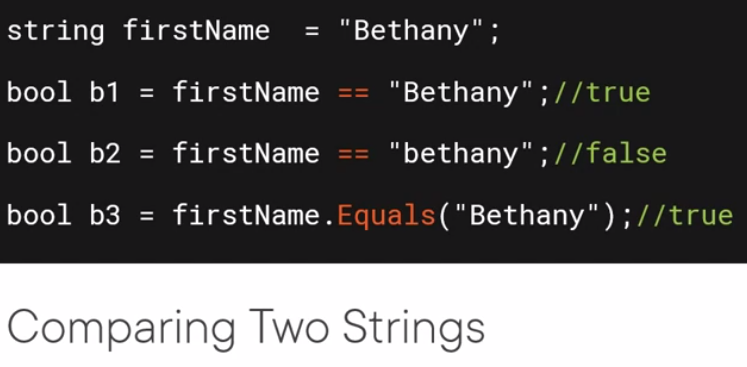 string firstName  = "Bethany";
bool b1 = firstName == "Bethany";//true
bool b2 = firstName == "bethany";//false
bool b3 = firstName.Equals("Bethany");//true
Comparing Two Strings